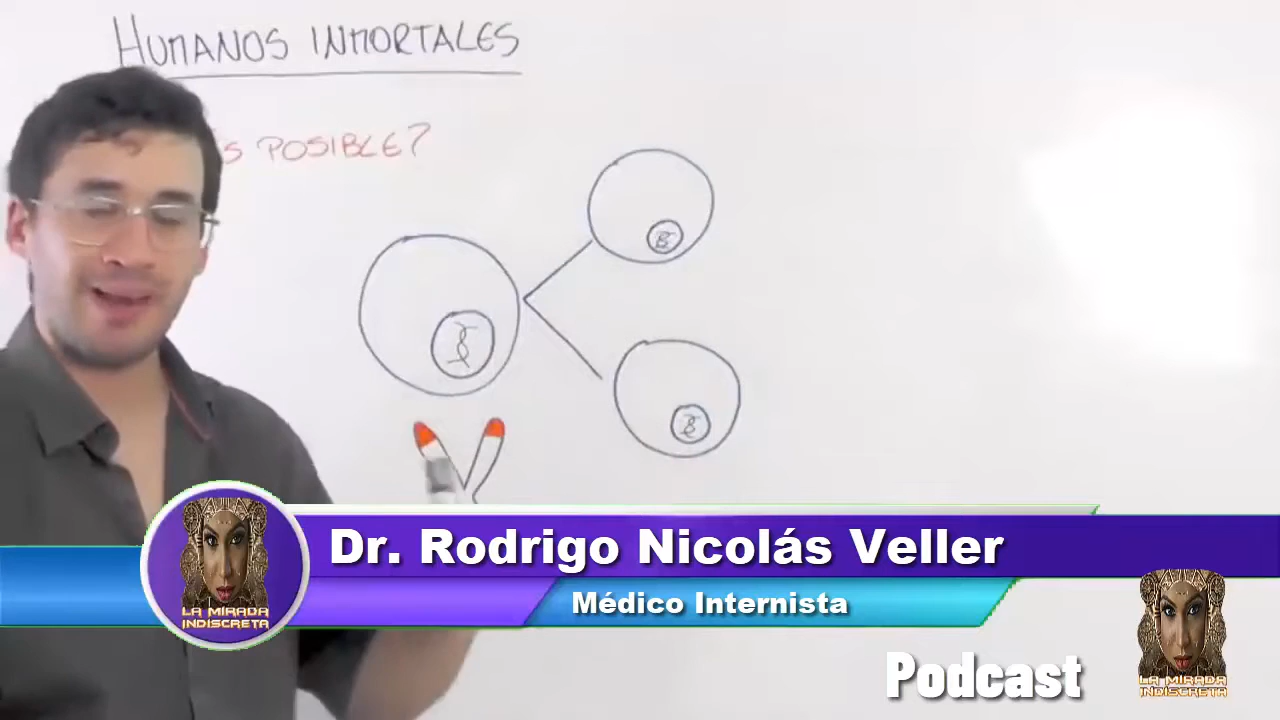 HUMANOS INMORTALES
S POSIBLE?
Dr. Rodrigo Nicolás Veller
LA MIRADA
INDISCRETA
Médico Internista
Podcast
LA MIRADA
INDISCRETA